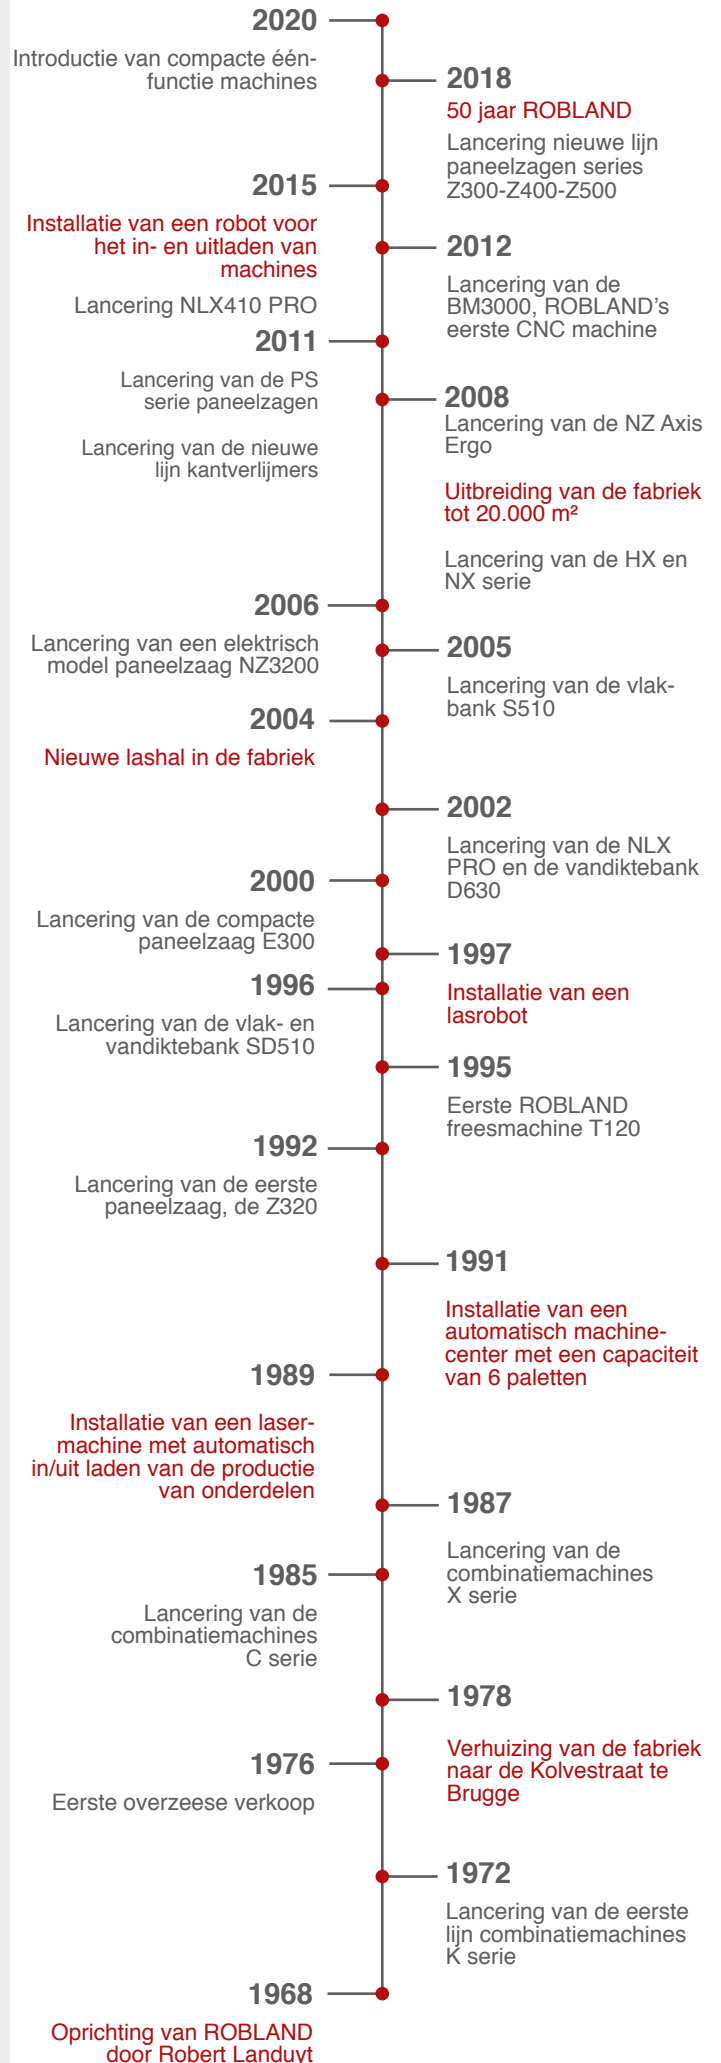 2020
Introductie van compacte één-
functie machines
2018
50 jaar ROBLAND
Lancering nieuwe lijn
paneelzagen series
Z300-Z400-Z500
2015
Installatie van een robot voor
het in- en uitladen van
machines
Lancering NLX410 PRO
2012
Lancering van de
BM3000, ROBLAND's
eerste CNC machine
2011
Lancering van de PS
serie paneelzagen
Lancering van de nieuwe
lijn kantverlijmers
2008
Lancering van de NZ Axis
Ergo
Uitbreiding van de fabriek
tot 20.000 m²
Lancering van de HX en
NX serie
2006
Lancering van een elektrisch
model paneelzaag NZ3200
2005
Lancering van de vlak-
bank S510
2004
Nieuwe lashal in de fabriek
2002
Lancering van de NLX
PRO en de vandiktebank
D630
2000
Lancering van de compacte
paneelzaag E300
1997
Installatie van een
lasrobot
1996
Lancering van de vlak- en
vandiktebank SD510
1995
Eerste ROBLAND
freesmachine T120
1992
Lancering van de eerste
paneelzaag, de Z320
1991
Installatie van een
automatisch machine-
center met een capaciteit
van 6 paletten
1989
Installatie van een laser-
machine met automatisch
in/uit laden van de productie
van onderdelen
1987
Lancering van de
combinatiemachines
X serie
1985
Lancering van de
combinatiemachines
C serie
1978
Verhuizing van de fabriek
naar de Kolvestraat te
Brugge
1976
Eerste overzeese verkoop
1972
Lancering van de eerste
lijn combinatiemachines
K serie
1968
Oprichting van ROBLAND
door Robert Landuyt